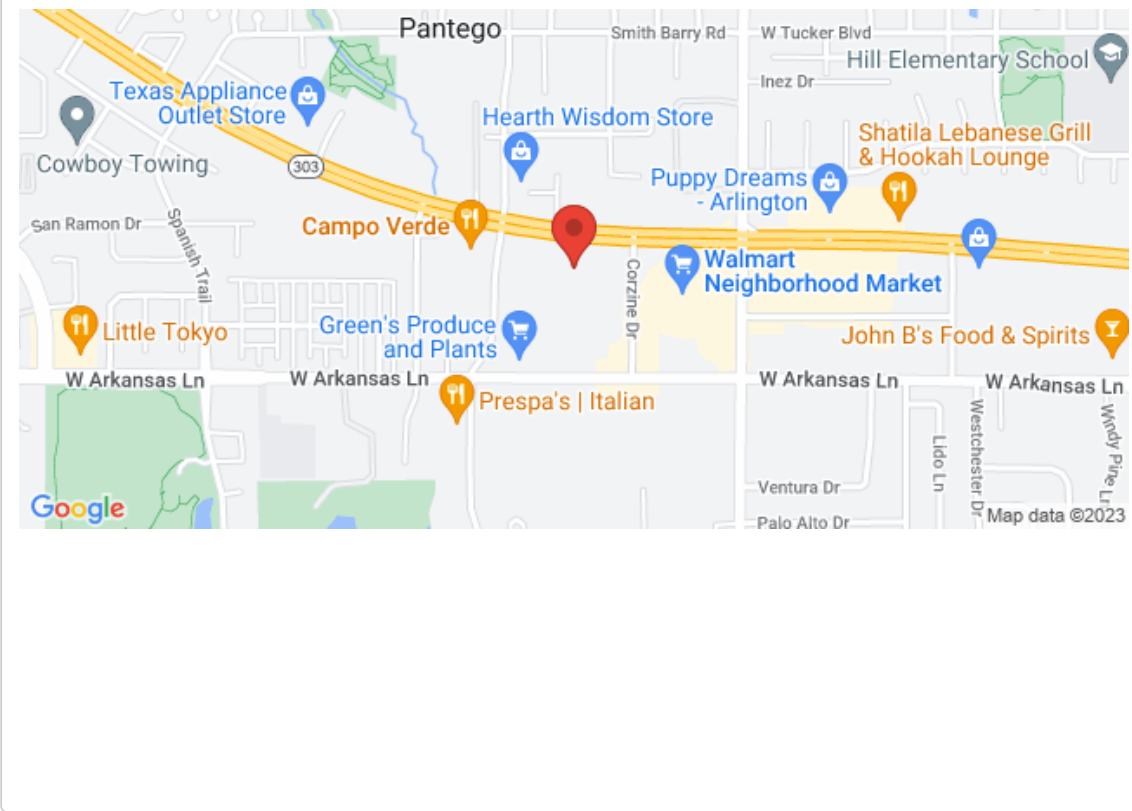 Pantego
Smith Barry Rd
W Tucker Blvd
Hill Elementary School
Inez Dr
Texas Appliance
Outlet Store
Hearth Wisdom Store
Shatila Lebanese Grill
& Hookah Lounge
Cowboy Towing
303
Puppy Dreams
- Arlington
San Ramon Dr
Spanish Trail
Campo Verde
Corzine Dr
Walmart
Neighborhood Market
Little Tokyo
Green's Produce
and Plants
John B's Food & Spirits
W Arkansas Ln
W Arkansas Ln
W Arkansas Ln
W Arkansas Ln
Prespa's | Italian
Lido Ln
Westchester Dr
Windy Pine Ln
Ventura Dr
Google
Palo Alto Dr
Map data ©2023